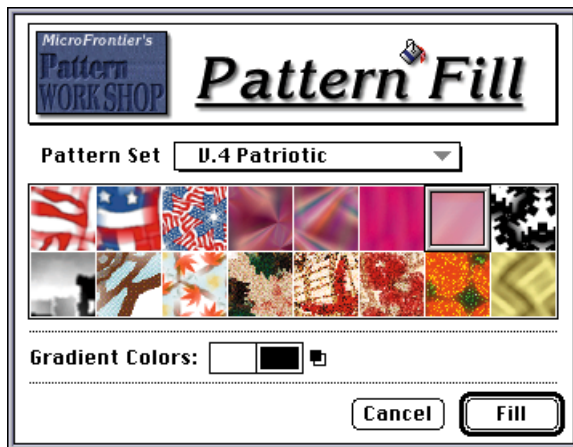 MicroFrontier's
Pattern
WORKSHOP
Pattern Fill
Pattern Set V.4 Patriotic
Gradient Colors:
Cancel Fill